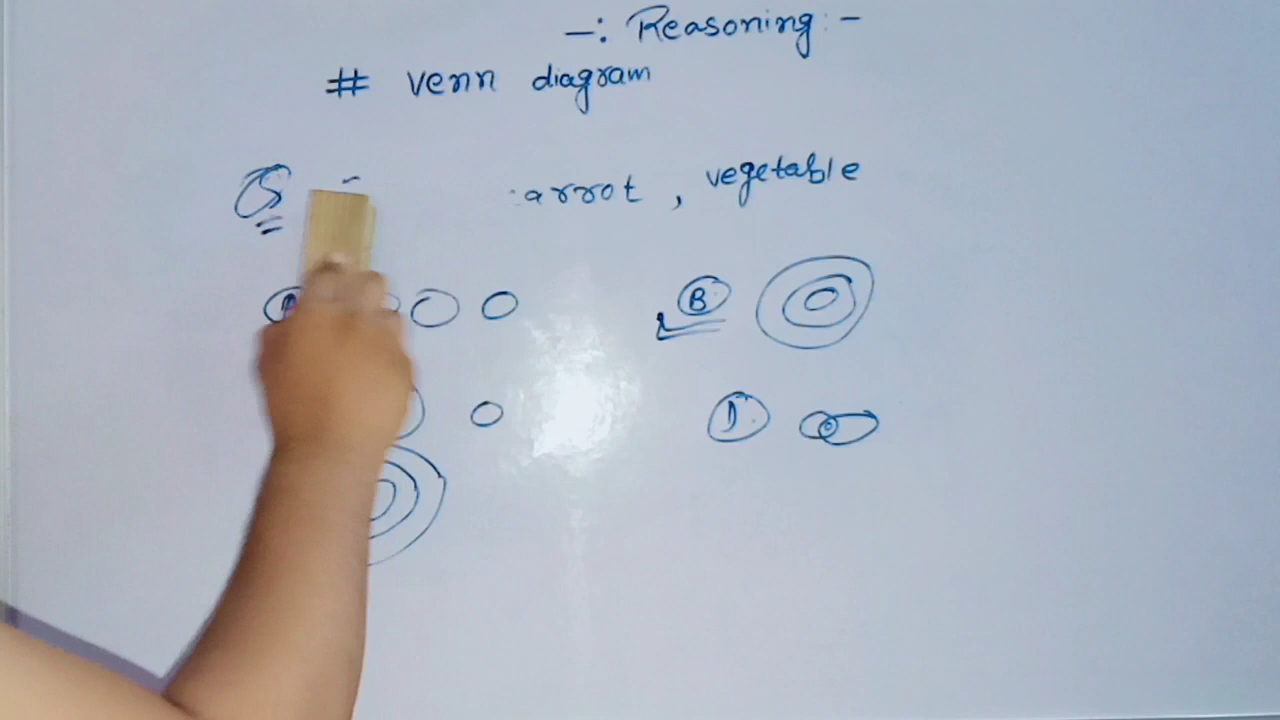 -: Reasoning :-
# venn diagram
Q arrot , vegetable
A B
D